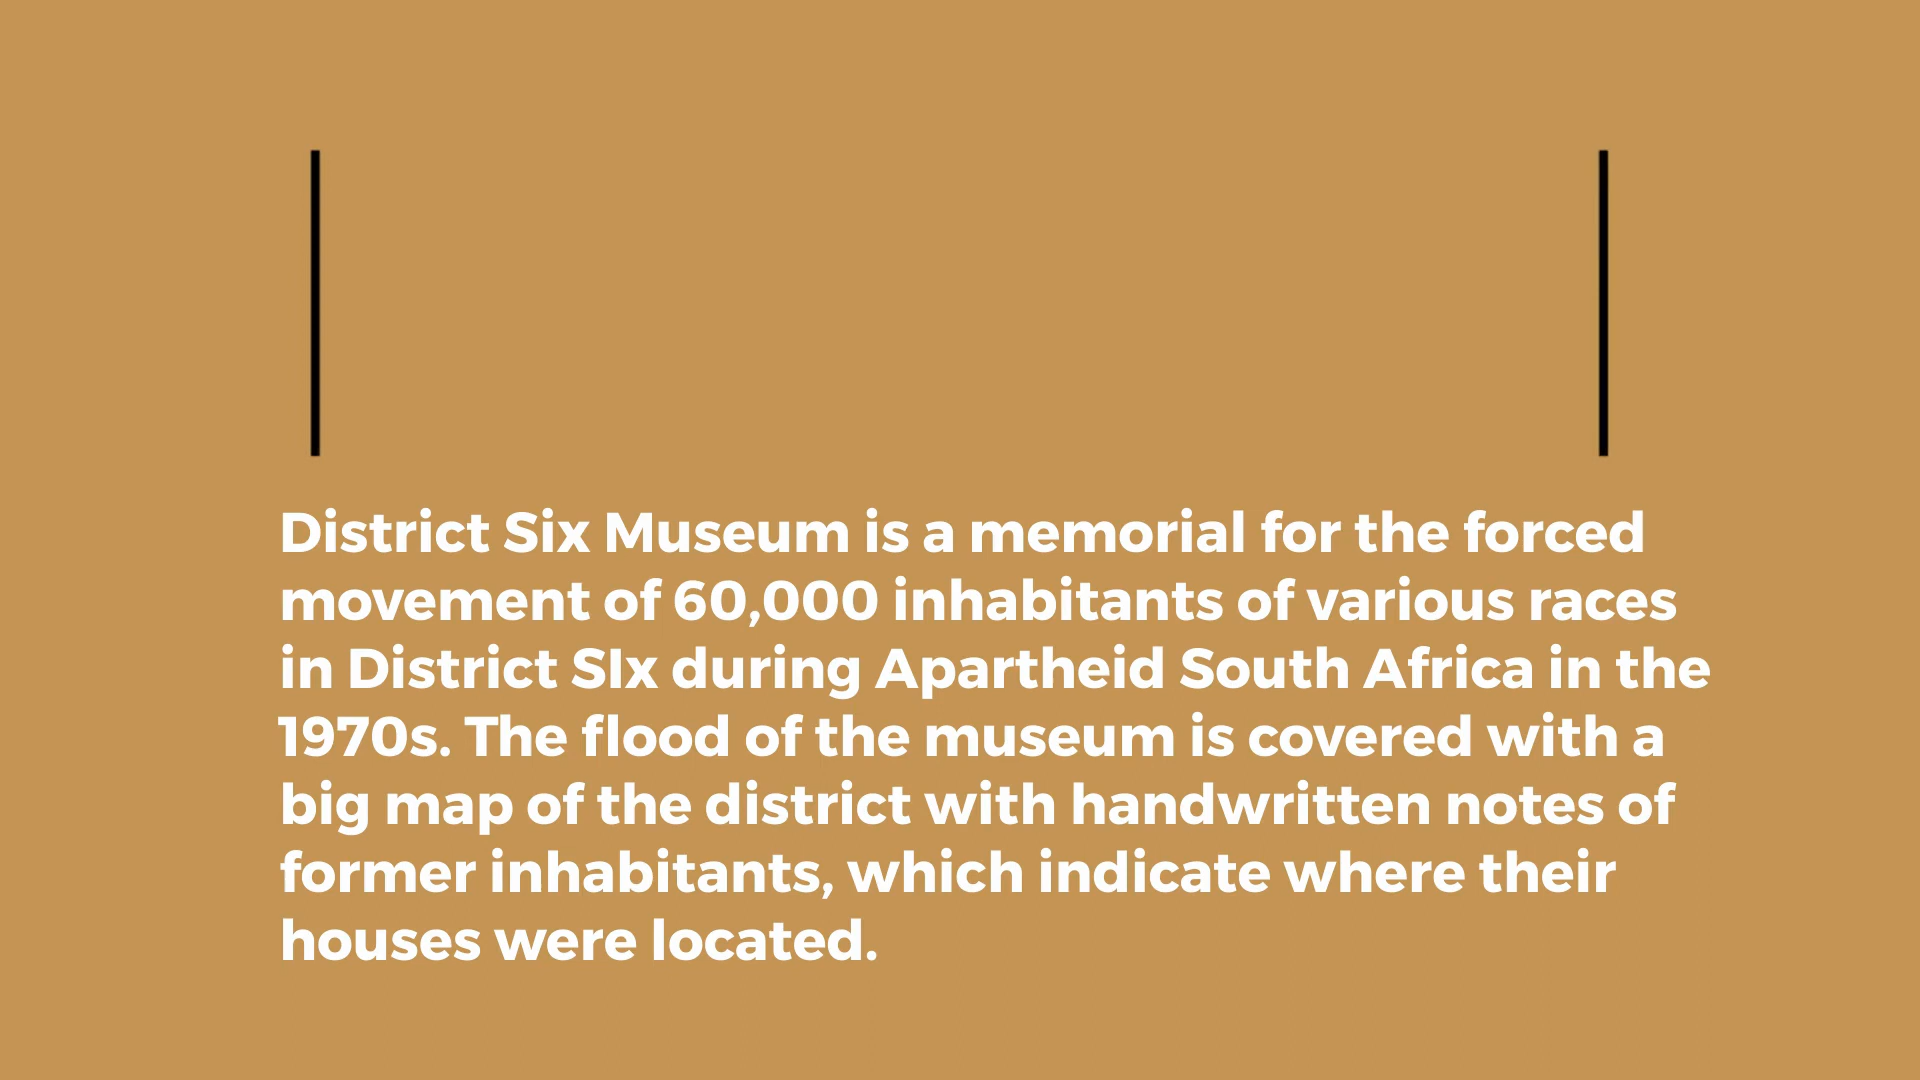 District Six Museum is a memorial for the forced
movement of 60,000 inhabitants of various races
in District SIx during Apartheid South Africa in the
1970s. The flood of the museum is covered with a
big map of the district with handwritten notes of
former inhabitants, which indicate where their
houses were located.